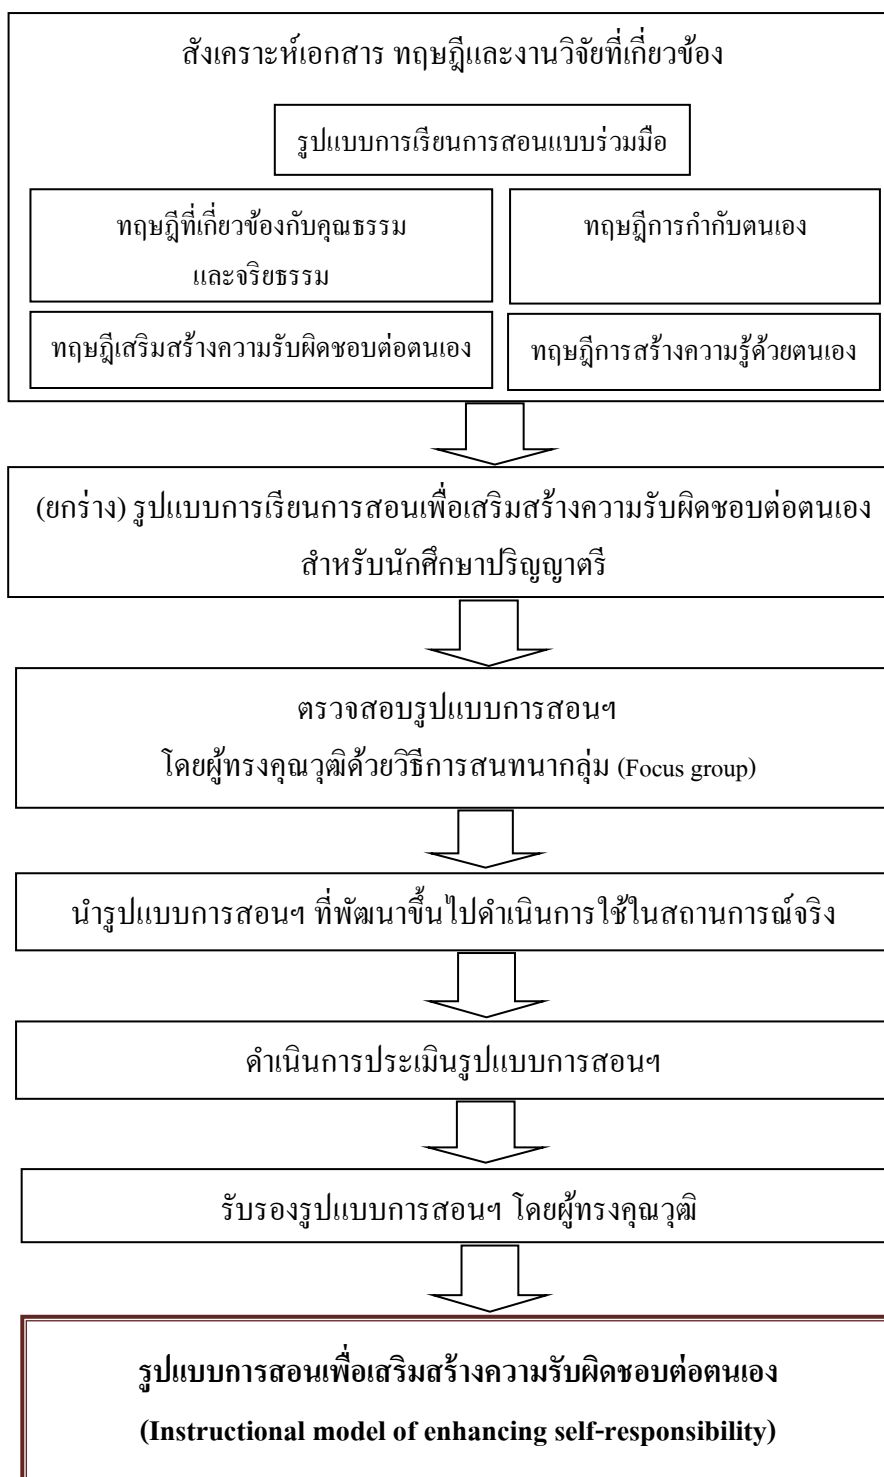 สังเคราะห์เอกสาร ทฤษฎีและงานวิจัยที่เกี่ยวข้อง
รูปแบบการเรียนการสอนแบบร่วมมือ
ทฤษฎีที่เกี่ยวข้องกับคุณธรรม
และจริยธรรม
ทฤษฎีการกำกับตนเอง
ทฤษฎีเสริมสร้างความรับผิดชอบต่อตนเอง
ทฤษฎีการสร้างความรู้ด้วยตนเอง
(ยกร่าง) รูปแบบการเรียนการสอนเพื่อเสริมสร้างความรับผิดชอบต่อตนเอง
สำหรับนักศึกษาปริญญาตรี
ตรวจสอบรูปแบบการสอนฯ
โดยผู้ทรงคุณวุฒิด้วยวิธีการสนทนากลุ่ม (Focus group)
นำรูปแบบการสอนฯ ที่พัฒนาขึ้นไปดำเนินการใช้ในสถานการณ์จริง
ดำเนินการประเมินรูปแบบการสอนฯ
รับรองรูปแบบการสอนฯ โดยผู้ทรงคุณวุฒิ
รูปแบบการสอนเพื่อเสริมสร้างความรับผิดชอบต่อตนเอง
(Instructional model of enhancing self-responsibility)